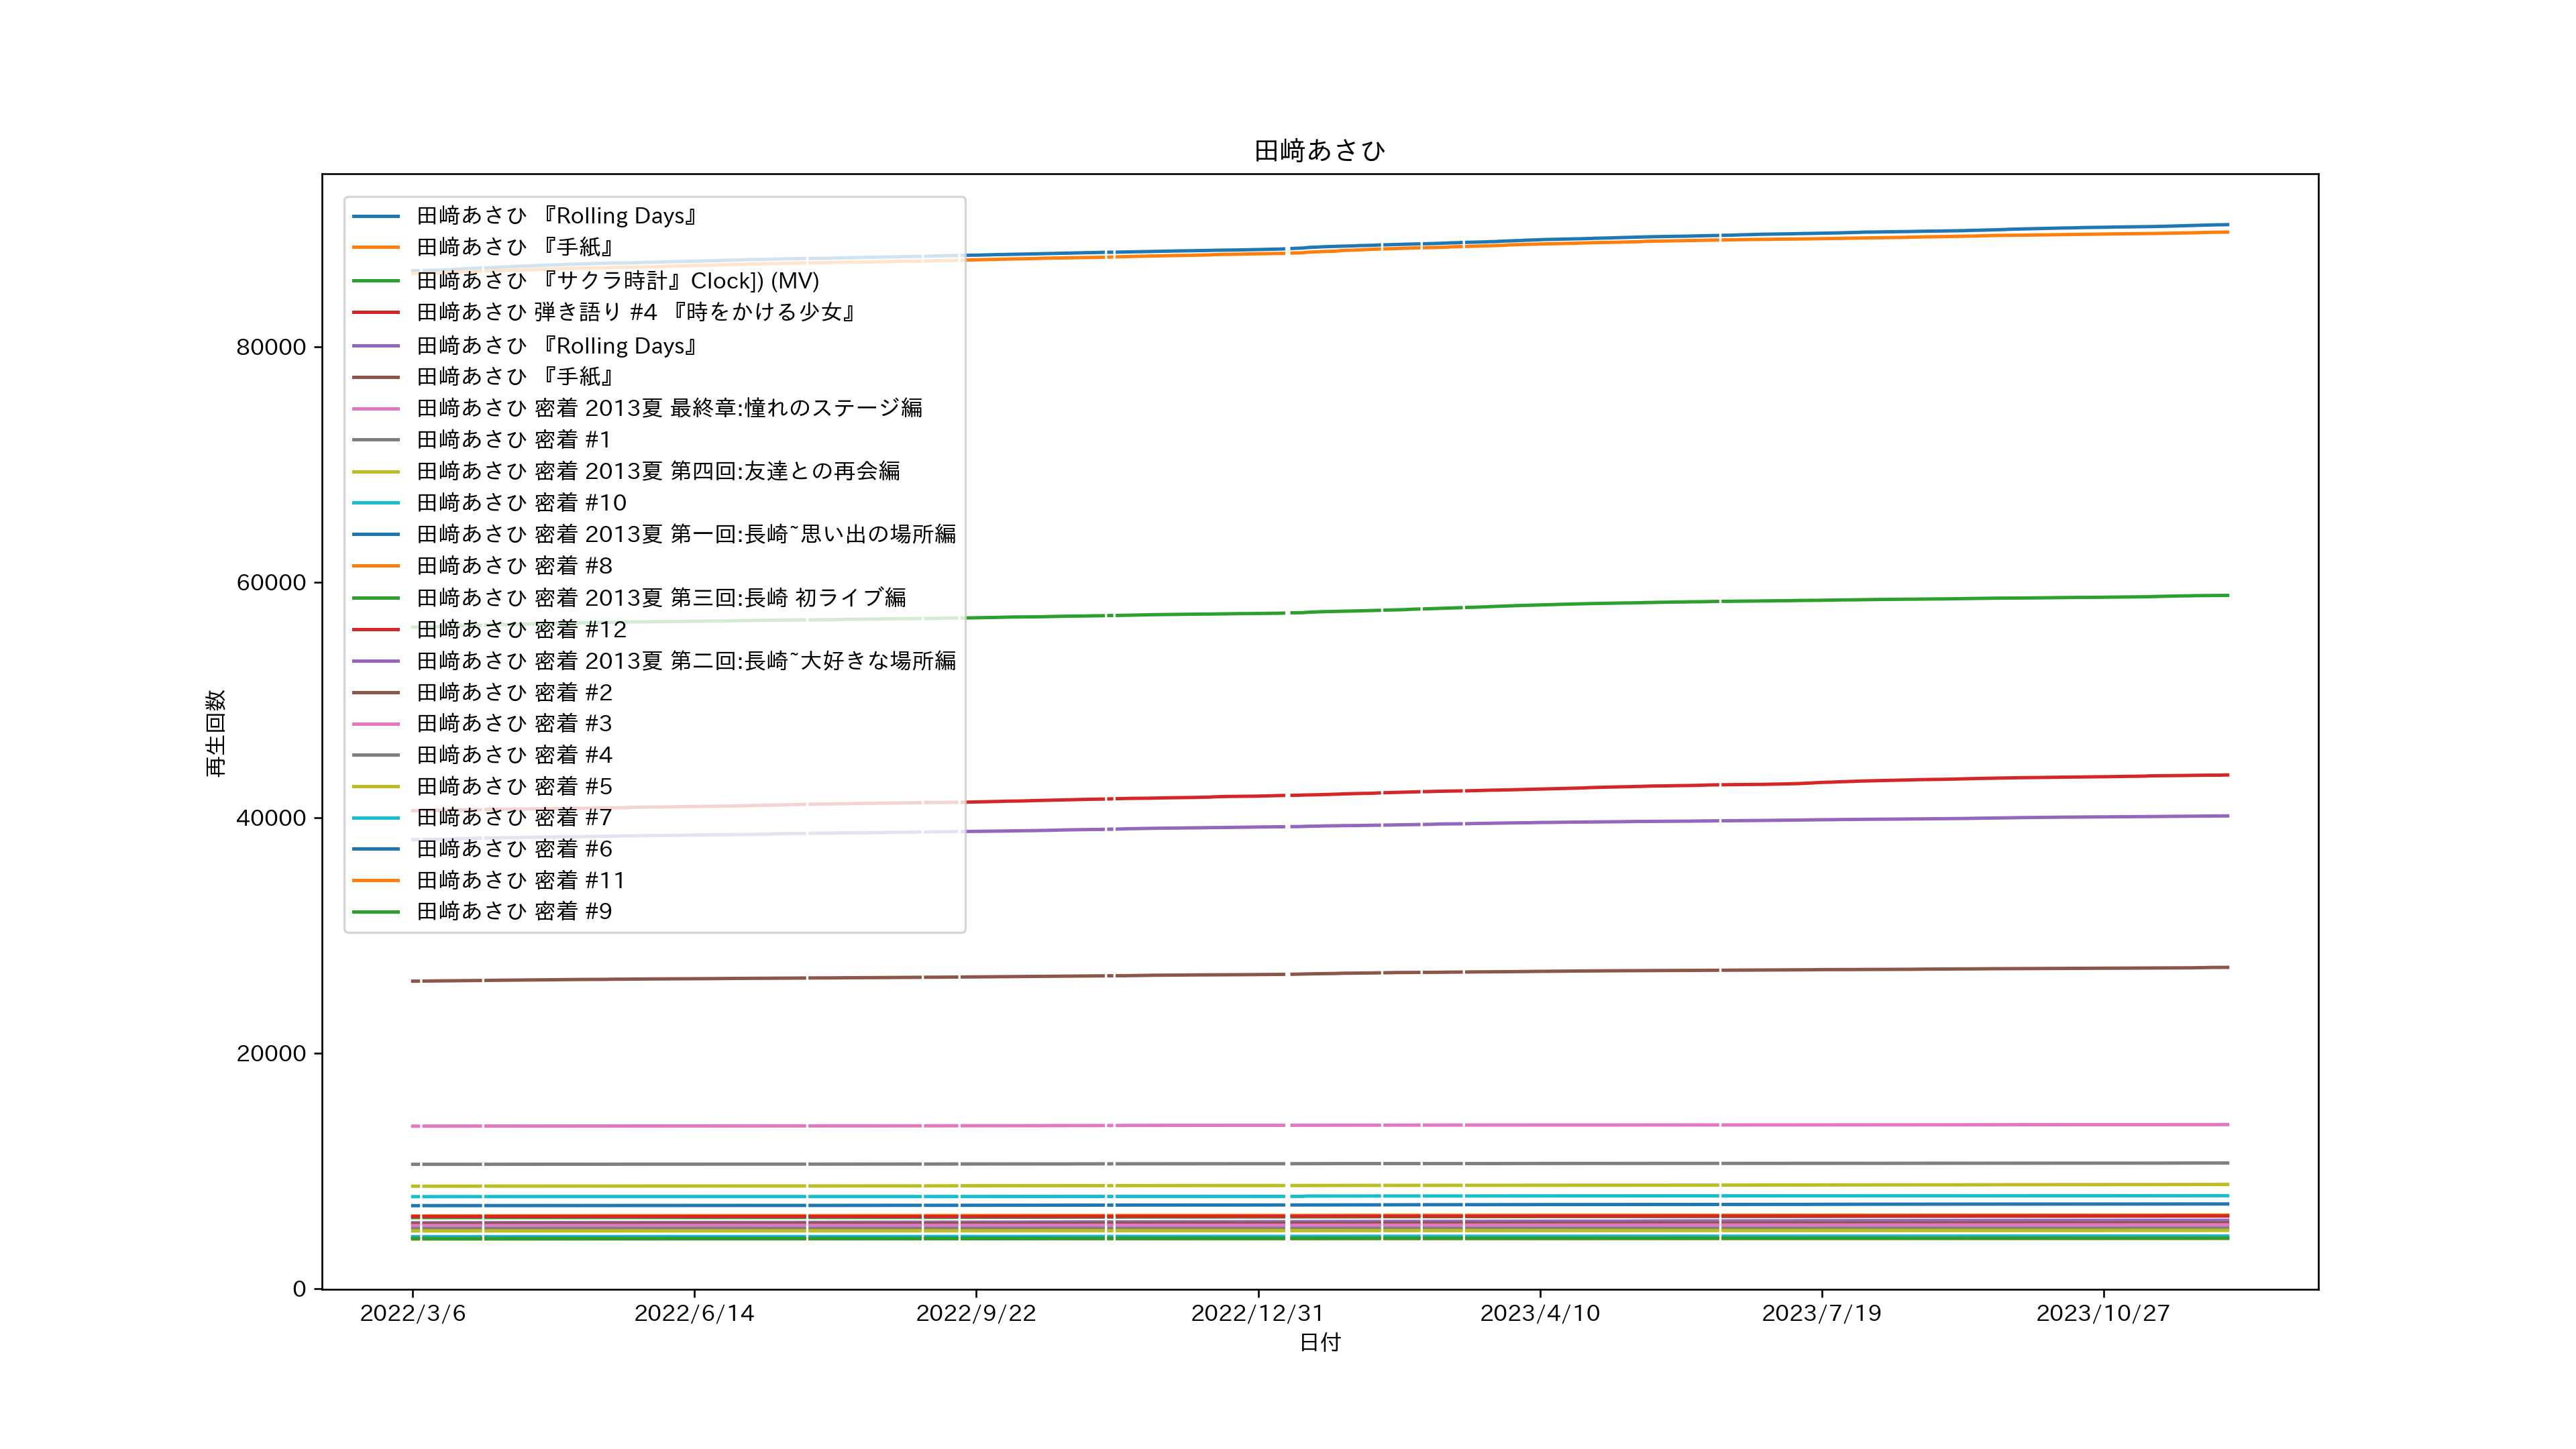 田﨑あさひ
田﨑あさひ 『Rolling Days』
田﨑あさひ 『手紙』
田﨑あさひ 『サクラ時計』Clock]) (MV)
田﨑あさひ 弾き語り #4 『時をかける少女』
田﨑あさひ 『Rolling Days』
田﨑あさひ 『手紙』
田﨑あさひ 密着 2013夏 最終章:憧れのステージ編
田﨑あさひ 密着 #1
田﨑あさひ 密着 2013夏 第四回:友達との再会編
田﨑あさひ 密着 #10
田﨑あさひ 密着 2013夏 第一回:長崎~思い出の場所編
田﨑あさひ 密着 #8
田﨑あさひ 密着 2013夏 第三回:長崎 初ライブ編
田﨑あさひ 密着 #12
田﨑あさひ 密着 2013夏 第二回:長崎~大好きな場所編
田﨑あさひ 密着 #2
田﨑あさひ 密着 #3
田﨑あさひ 密着 #4
田﨑あさひ 密着 #5
田﨑あさひ 密着 #7
田﨑あさひ 密着 #6
田﨑あさひ 密着 #11
田﨑あさひ 密着 #9
再生回数
80000
60000
40000
20000
0
2022/3/6
2022/6/14
2022/9/22
2022/12/31
2023/4/10
2023/7/19
2023/10/27
日付